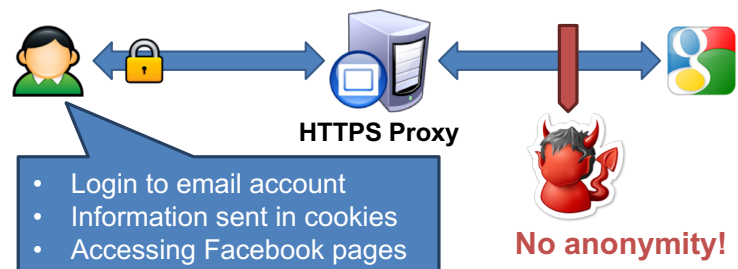 HTTPS Proxy
• Login to email account
• Information sent in cookies
• Accessing Facebook pages
No anonymity!
g